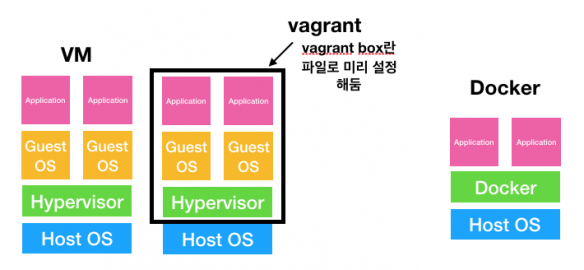 vagrant
vagrant box란
파일로 미리 설정
해둠
VM
Application Application
Guest OS Guest OS
Hypervisor
Host OS
Application Application
Guest OS Guest OS
Hypervisor
Host OS
Docker
Application Application
Docker
Host OS